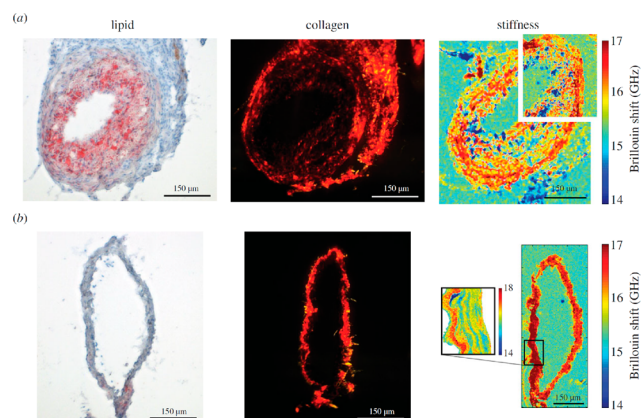 (a)
lipid
collagen
stiffness
150 µm
150 µm
150 µm
17
16
15
14
Brillouin shift (GHz)
(b)
150 µm
150 µm
18
14
150 µm
17
16
15
14
Brillouin shift (GHz)